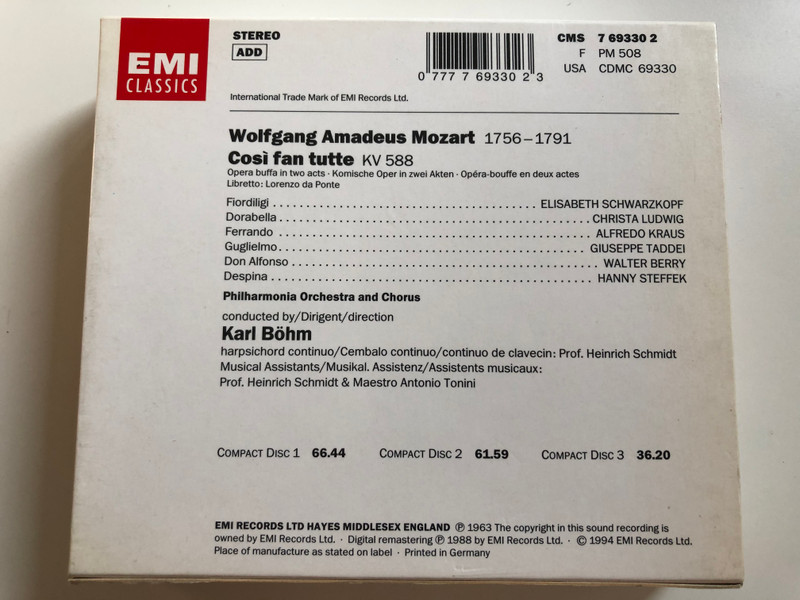 EMI
CLASSICS
STEREO
ADD
0 777 7 69330 2 3
CMS 7 69330 2
F PM 508
USA CDMC 69330
International Trade Mark of EMI Records Ltd.
Wolfgang Amadeus Mozart 1756–1791
Così fan tutte KV 588
Opera buffa in two acts · Komische Oper in zwei Akten · Opéra-bouffe en deux actes
Libretto: Lorenzo da Ponte
Fiordiligi . . . . . . . . . . . . . . . . . . . . . . . . . . . . . . . . . . . . ELISABETH SCHWARZKOPF
Dorabella . . . . . . . . . . . . . . . . . . . . . . . . . . . . . . . . . . . . . . . . . . CHRISTA LUDWIG
Ferrando . . . . . . . . . . . . . . . . . . . . . . . . . . . . . . . . . . . . . . . . . . ALFREDO KRAUS
Guglielmo . . . . . . . . . . . . . . . . . . . . . . . . . . . . . . . . . . . . . . . . . GIUSEPPE TADDEI
Don Alfonso . . . . . . . . . . . . . . . . . . . . . . . . . . . . . . . . . . . . . . . . . WALTER BERRY
Despina . . . . . . . . . . . . . . . . . . . . . . . . . . . . . . . . . . . . . . . . . . . HANNY STEFFEK
Philharmonia Orchestra and Chorus
conducted by/Dirigent/direction
Karl Böhm
harpsichord continuo/Cembalo continuo/continuo de clavecin: Prof. Heinrich Schmidt
Musical Assistants/Musikal. Assistenz/Assistents musicaux:
Prof. Heinrich Schmidt & Maestro Antonio Tonini
COMPACT DISC 1 66.44 COMPACT DISC 2 61.59 COMPACT DISC 3 36.20
EMI RECORDS LTD HAYES MIDDLESEX ENGLAND ℗ 1963 The copyright in this sound recording is
owned by EMI Records Ltd. · Digital remastering ℗ 1988 by EMI Records Ltd. · © 1994 EMI Records Ltd.
Place of manufacture as stated on label · Printed in Germany